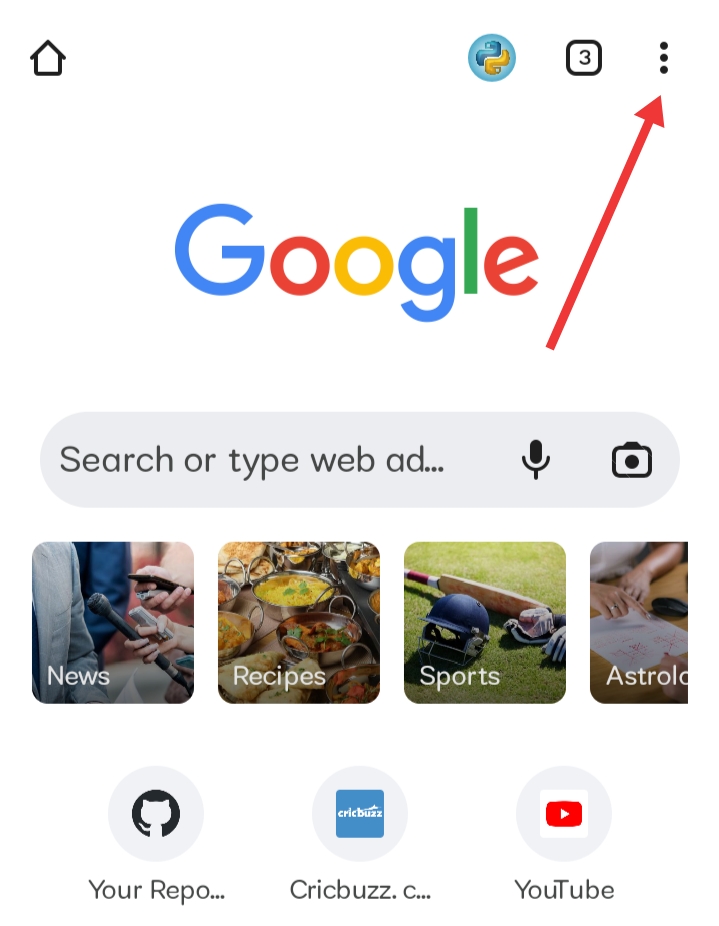 3
Google
Search or type web ad...
News
Recipes
Sports
Astrolo
cricbuzz
Your Repo...
Cricbuzz. c...
YouTube